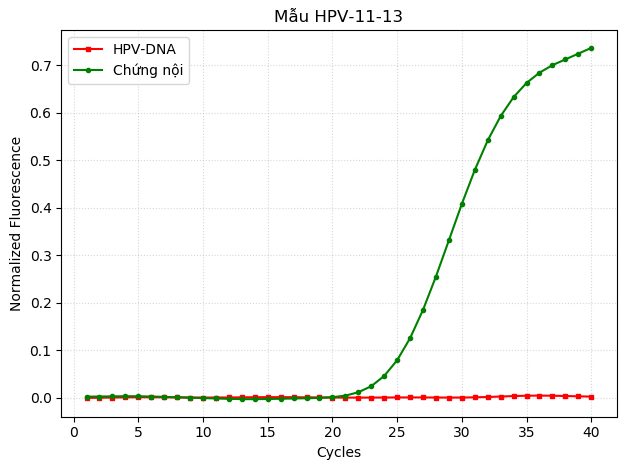 Mẫu HPV-11-13
HPV-DNA
Chứng nội
0.7
0.6
0.5
0.4
0.3
0.2
0.1
0.0
Normalized Fluorescence
0 5 10 15 20 25 30 35 40
Cycles